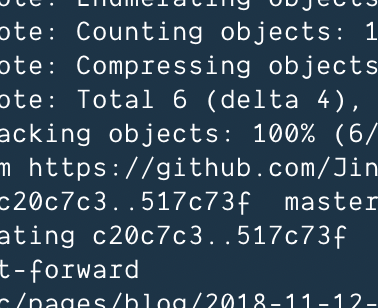 ote: Enumerating objects
ote: Counting objects: 1
ote: Compressing objects
ote: Total 6 (delta 4),
acking objects: 100% (6/
m https://github.com/Jin
c20c7c3..517c73f  master
ating c20c7c3..517c73f
t-forward
c/pages/blog/2018-11-12-